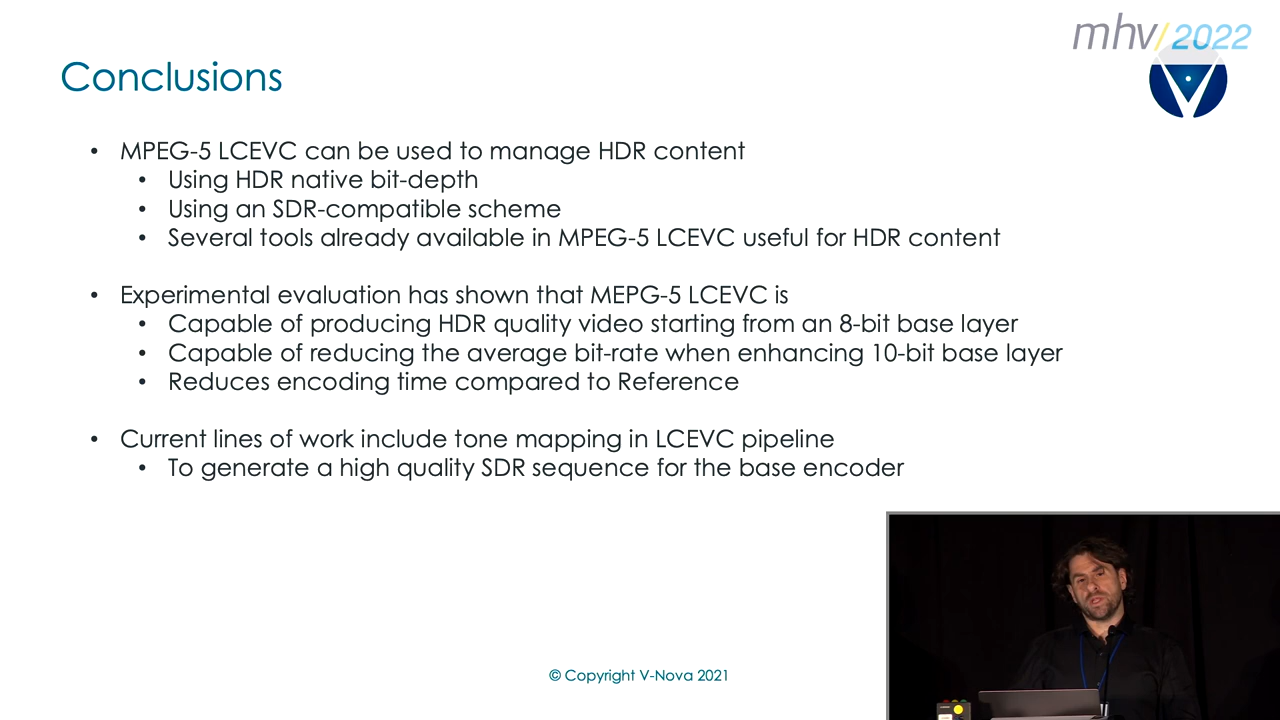 mhv/2022
Conclusions
• MPEG-5 LCEVC can be used to manage HDR content
• Using HDR native bit-depth
• Using an SDR-compatible scheme
• Several tools already available in MPEG-5 LCEVC useful for HDR content
• Experimental evaluation has shown that MEPG-5 LCEVC is
• Capable of producing HDR quality video starting from an 8-bit base layer
• Capable of reducing the average bit-rate when enhancing 10-bit base layer
• Reduces encoding time compared to Reference
• Current lines of work include tone mapping in LCEVC pipeline
• To generate a high quality SDR sequence for the base encoder
© Copyright V-Nova 2021